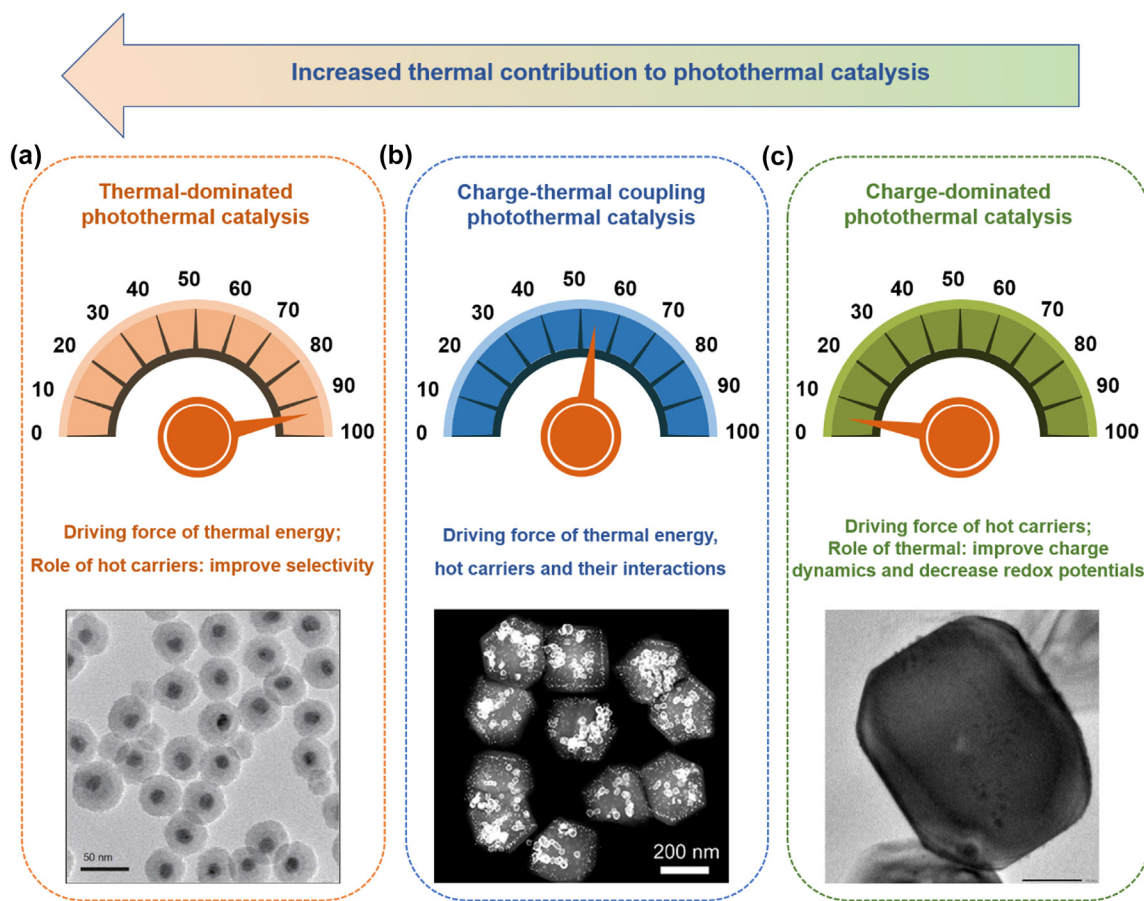 Increased thermal contribution to photothermal catalysis
(a)
Thermal-dominated
photothermal catalysis
0
10
20
30
40
50
60
70
80
90
100
Driving force of thermal energy;
Role of hot carriers: improve selectivity
50 nm
(b)
Charge-thermal coupling
photothermal catalysis
0
10
20
30
40
50
60
70
80
90
100
Driving force of thermal energy,
hot carriers and their interactions
200 nm
(c)
Charge-dominated
photothermal catalysis
0
10
20
30
40
50
60
70
80
90
100
Driving force of hot carriers;
Role of thermal: improve charge
dynamics and decrease redox potentials